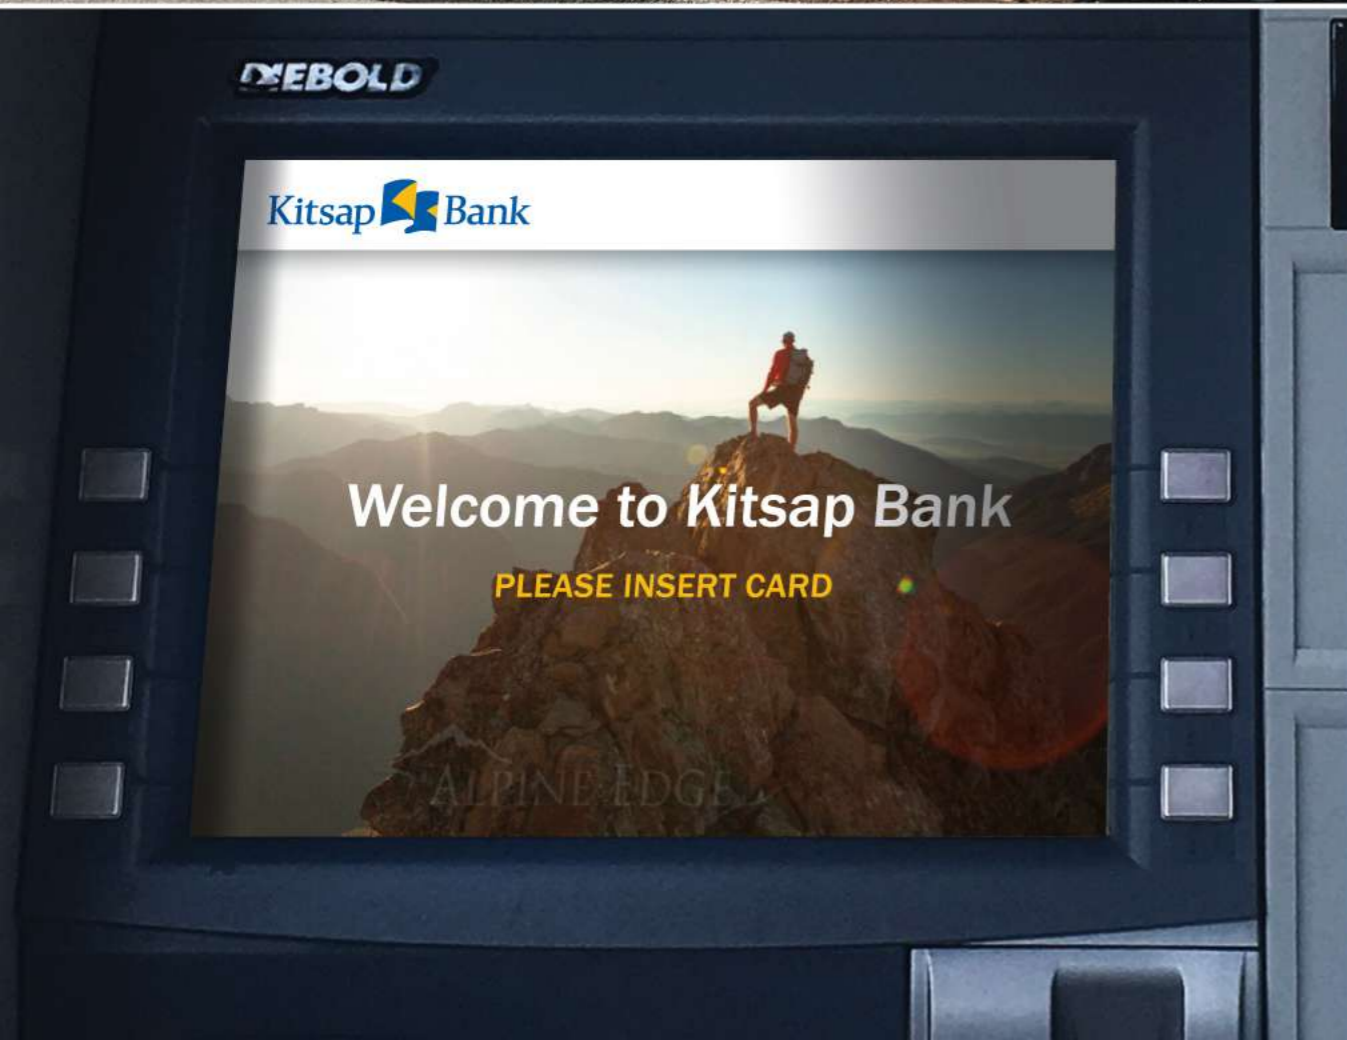 DIEBOLD
Kitsap Bank
Welcome to Kitsap Bank
PLEASE INSERT CARD
ALPINE EDGE